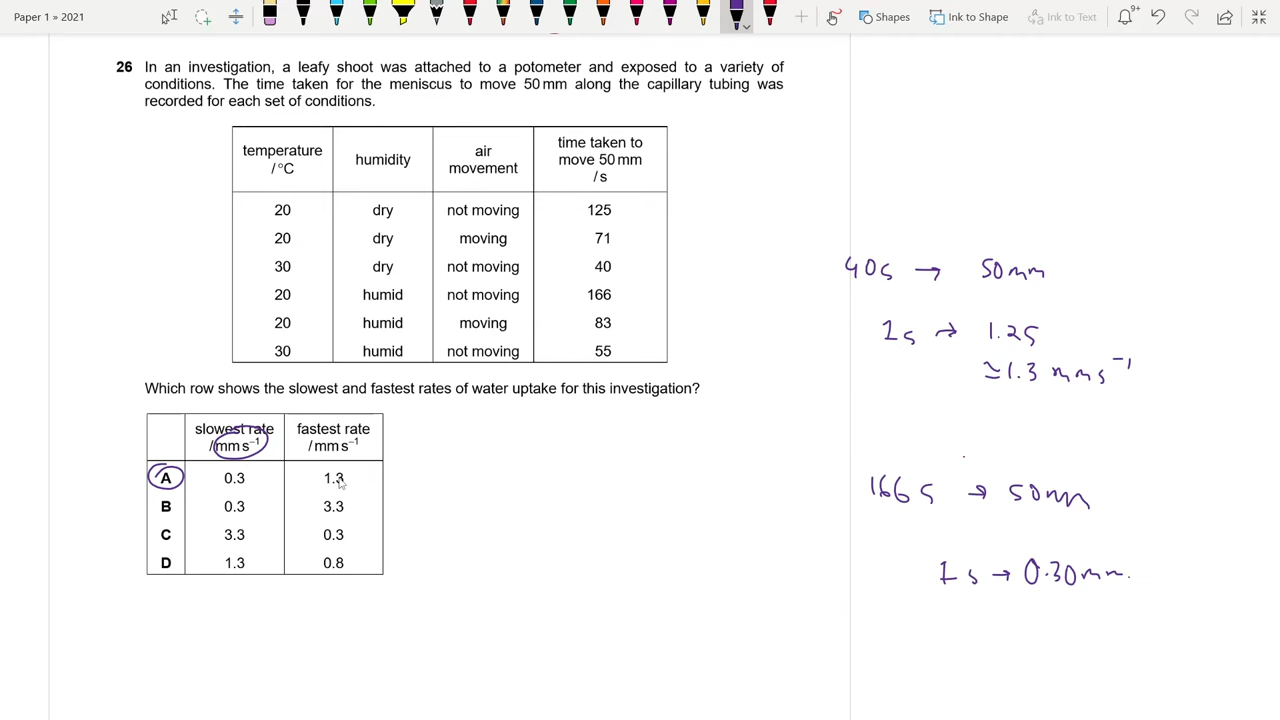 Paper 1 » 2021
Shapes
Ink to Shape
Ink to Text
9+
26 In an investigation, a leafy shoot was attached to a potometer and exposed to a variety of
conditions. The time taken for the meniscus to move 50 mm along the capillary tubing was
recorded for each set of conditions.
temperature /°C humidity air movement time taken to move 50 mm /s
20 dry not moving 125
20 dry moving 71
30 dry not moving 40
20 humid not moving 166
20 humid moving 83
30 humid not moving 55
Which row shows the slowest and fastest rates of water uptake for this investigation?
slowest rate /mm s⁻¹ fastest rate /mm s⁻¹
A 0.3 1.3
B 0.3 3.3
C 3.3 0.3
D 1.3 0.8
40s → 50mm
1s → 1.25
≃1.3 mms⁻¹
166s → 50mm
1s → 0.30mm.